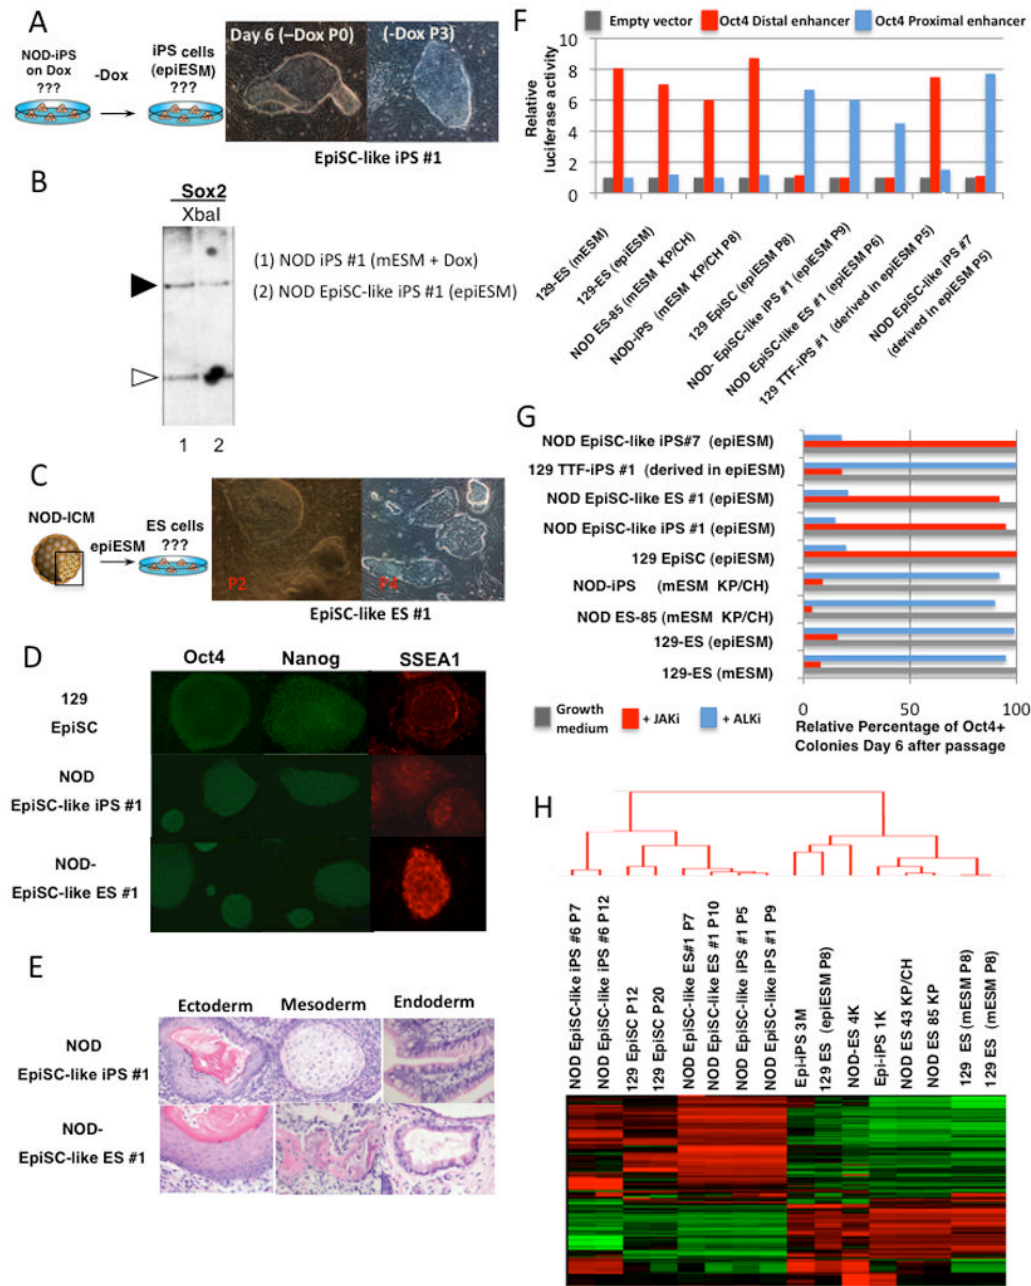 A
NOD-iPS
on Dox
???
-Dox
iPS cells
(epiESM)
???
Day 6 (–Dox P0)
(-Dox P3)
EpiSC-like iPS #1
B
Sox2
XbaI
(1) NOD iPS #1 (mESM + Dox)
(2) NOD EpiSC-like iPS #1 (epiESM)
1 2
C
NOD-ICM
epiESM
ES cells
???
P2
P4
EpiSC-like ES #1
D
Oct4 Nanog SSEA1
129
EpiSC
NOD
EpiSC-like iPS #1
NOD-
EpiSC-like ES #1
E
Ectoderm Mesoderm Endoderm
NOD
EpiSC-like iPS #1
NOD-
EpiSC-like ES #1
F
Empty vector Oct4 Distal enhancer Oct4 Proximal enhancer
Relative
luciferase activity
10
8
6
4
2
0
129-ES (mESM)
129-ES (epiESM)
NOD ES-85 (mESM KP/CH)
NOD-iPS (mESM KP/CH P8)
129 EpiSC (epiESM P8)
NOD- EpiSC-like iPS #1 (epiESM P9)
NOD EpiSC-like ES #1 (epiESM P6)
129 TTF-iPS #1 (derived in epiESM P5)
NOD EpiSC-like iPS #7
(derived in epiESM P5)
G
NOD EpiSC-like iPS#7 (epiESM)
129 TTF-iPS #1 (derived in epiESM)
NOD EpiSC-like ES #1 (epiESM)
NOD EpiSC-like iPS #1 (epiESM)
129 EpiSC (epiESM)
NOD-iPS (mESM KP/CH)
NOD ES-85 (mESM KP/CH)
129-ES (epiESM)
129-ES (mESM)
0 50 100
Growth
medium
+ JAKi
+ ALKi
Relative Percentage of Oct4+
Colonies Day 6 after passage
H
NOD EpiSC-like iPS #6 P7
NOD EpiSC-like iPS #6 P12
129 EpiSC P12
129 EpiSC P20
NOD EpiSC-like ES#1 P7
NOD EpiSC-like ES #1 P10
NOD EpiSC-like iPS #1 P5
NOD EpiSC-like iPS #1 P9
Epi-iPS 3M
129 ES (epiESM P8)
NOD-ES 4K
Epi-iPS 1K
NOD ES 43 KP/CH
NOD ES 85 KP
129 ES (mESM P8)
129 ES (mESM P8)